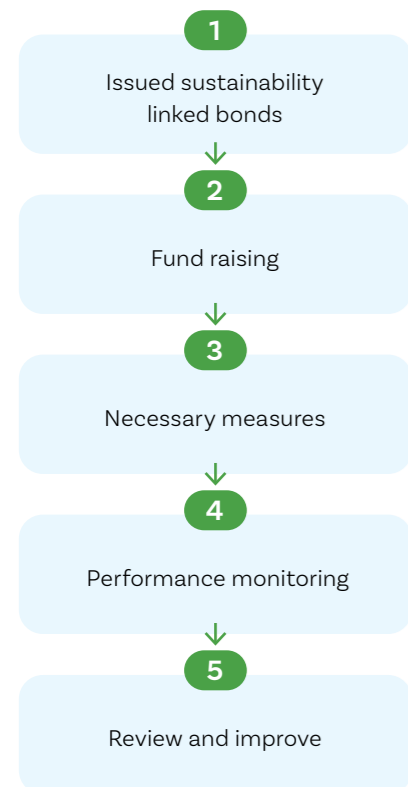 1
Issued sustainability
linked bonds
2
Fund raising
3
Necessary measures
4
Performance monitoring
5
Review and improve